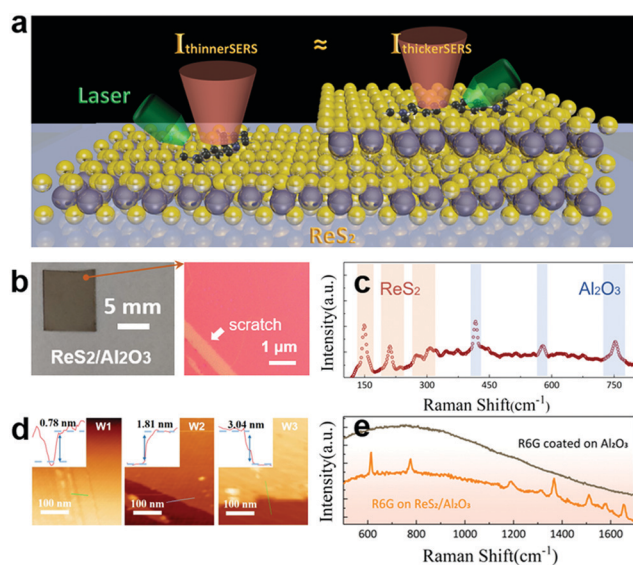 a
IthinnerSERS ≈ IthickerSERS
Laser
ReS2
b
5 mm
ReS2/Al2O3
scratch
1 μm
c
ReS2
Al2O3
Intensity(a.u.)
150 300 450 600 750
Raman Shift(cm-1)
d
0.78 nm
W1
100 nm
1.81 nm
W2
100 nm
3.04 nm
W3
100 nm
e
R6G coated on Al2O3
R6G on ReS2/Al2O3
Intensity(a.u.)
600 800 1000 1200 1400 1600
Raman Shift(cm-1)